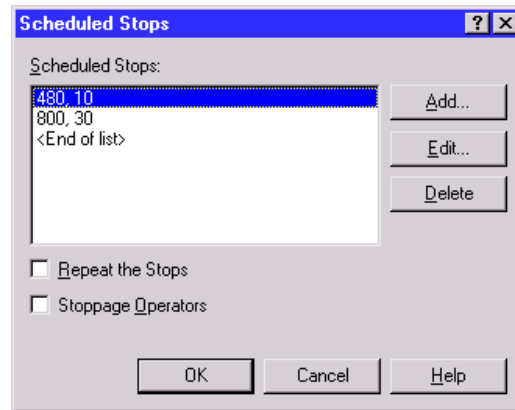 Scheduled Stops
Scheduled Stops:
480, 10
800, 30
<End of list>
Add...
Edit...
Delete
Repeat the Stops
Stoppage Operators
OK
Cancel
Help